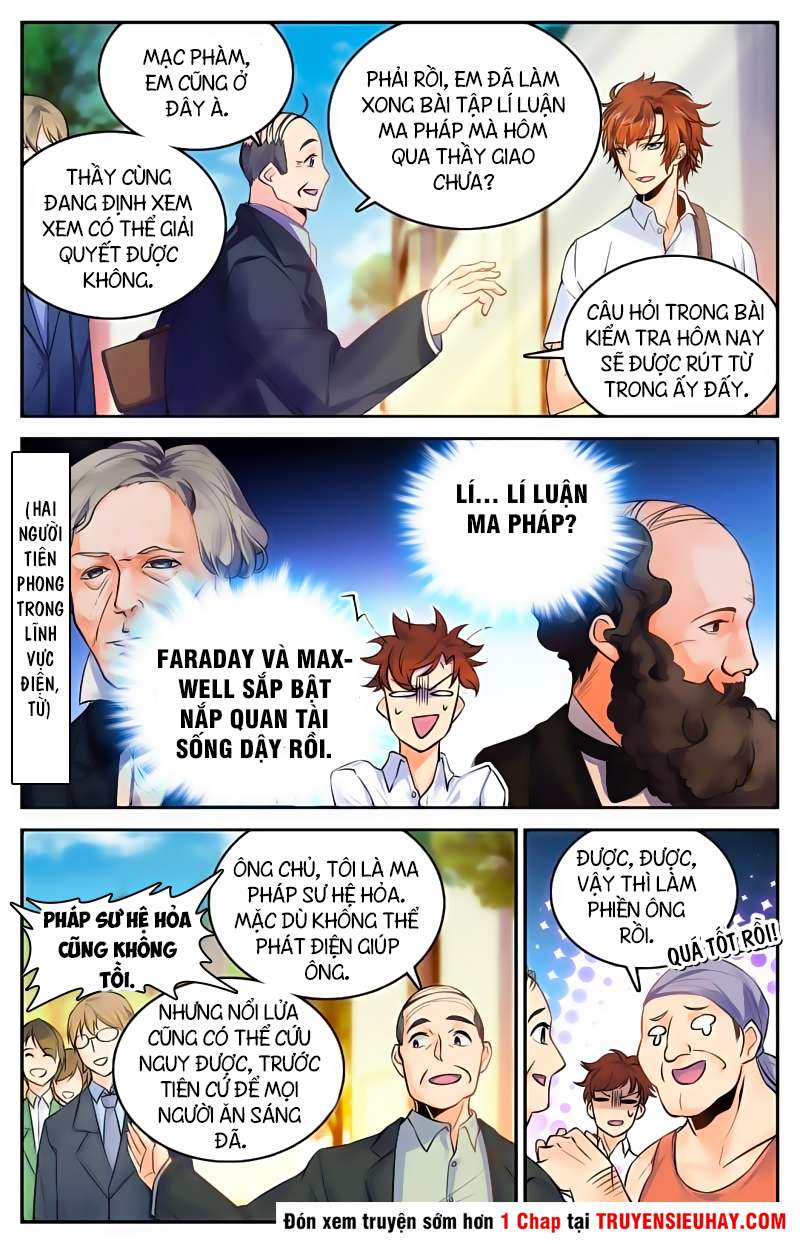 MẠC PHÀM,
EM CŨNG Ở
ĐÂY À.
THẦY CÙNG
ĐANG ĐỊNH XEM
XEM CÓ THỂ GIẢI
QUYẾT ĐƯỢC
KHÔNG.
PHẢI RỒI, EM ĐÃ LÀM
XONG BÀI TẬP LÍ LUẬN
MA PHÁP MÀ HÔM
QUA THẦY GIAO
CHƯA?
CÂU HỎI TRONG BÀI
KIỂM TRA HÔM NAY
SẼ ĐƯỢC RÚT TỪ
TRONG ẤY ĐẤY.
(HAI
NGƯỜI
TIÊN
PHONG
TRONG
LĨNH
VỰC
ĐIỆN,
TỪ)
LÍ... LÍ LUẬN
MA PHÁP?
FARADAY VÀ MAX-
WELL SẮP BẬT
NẮP QUAN TÀI
SỐNG DẬY RỒI.
PHÁP SƯ HỆ HỎA
CŨNG KHÔNG
TỒI.
ÔNG CHỦ, TÔI LÀ MA
PHÁP SƯ HỆ HỎA.
MẶC DÙ KHÔNG THỂ
PHÁT ĐIỆN GIÚP
ÔNG.
NHƯNG NỔI LỬA
CŨNG CÓ THỂ CỨU
NGUY ĐƯỢC, TRƯỚC
TIÊN CỨ ĐỂ MỌI
NGƯỜI ĂN SÁNG
ĐÃ.
ĐƯỢC, ĐƯỢC,
VẬY THÌ LÀM
PHIỀN ÔNG
RỒI.
QUÁ TỐT RỒI!
Đón xem truyện sớm hơn 1 Chap tại TRUYENSIEUHAY.COM